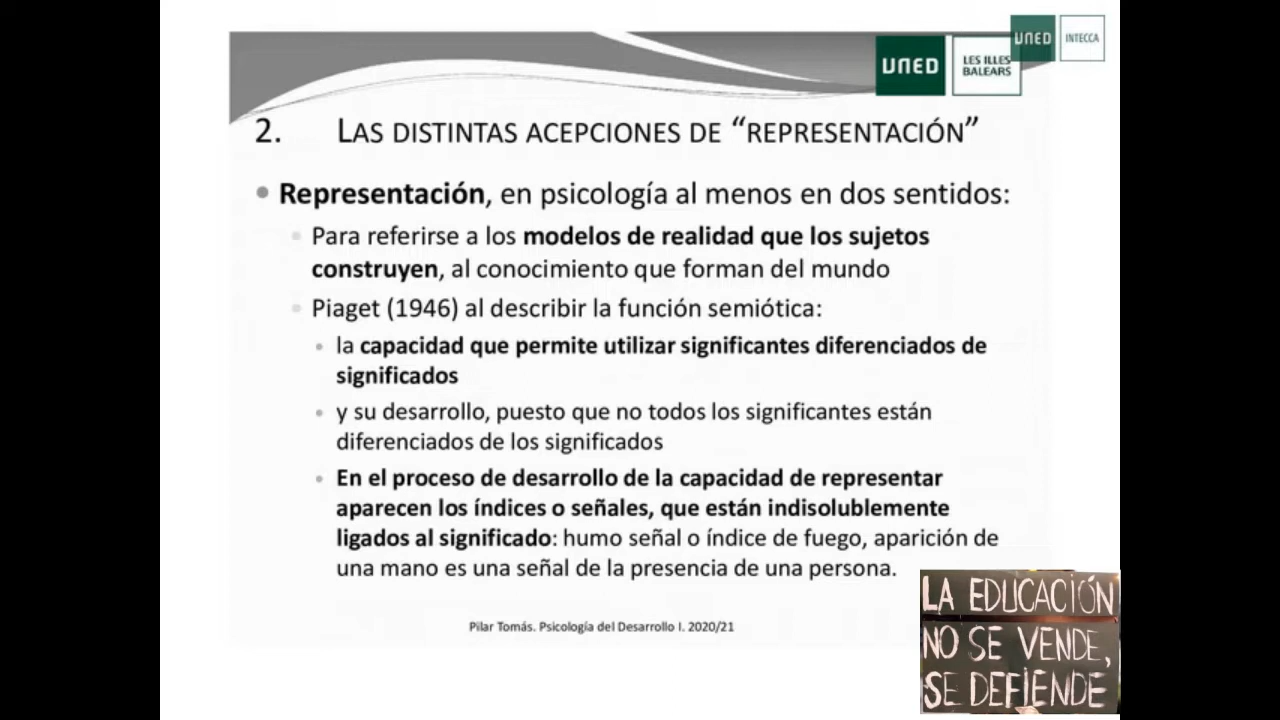 UNED
INTECCA
UNED
LES ILLES
BALEARS
2. LAS DISTINTAS ACEPCIONES DE “REPRESENTACIÓN”
• Representación, en psicología al menos en dos sentidos:
• Para referirse a los modelos de realidad que los sujetos
construyen, al conocimiento que forman del mundo
• Piaget (1946) al describir la función semiótica:
• la capacidad que permite utilizar significantes diferenciados de
significados
• y su desarrollo, puesto que no todos los significantes están
diferenciados de los significados
• En el proceso de desarrollo de la capacidad de representar
aparecen los índices o señales, que están indisolublemente
ligados al significado: humo señal o índice de fuego, aparición de
una mano es una señal de la presencia de una persona.
Pilar Tomás. Psicología del Desarrollo I. 2020/21
LA EDUCACIÓN
NO SE VENDE,
SE DEFIENDE